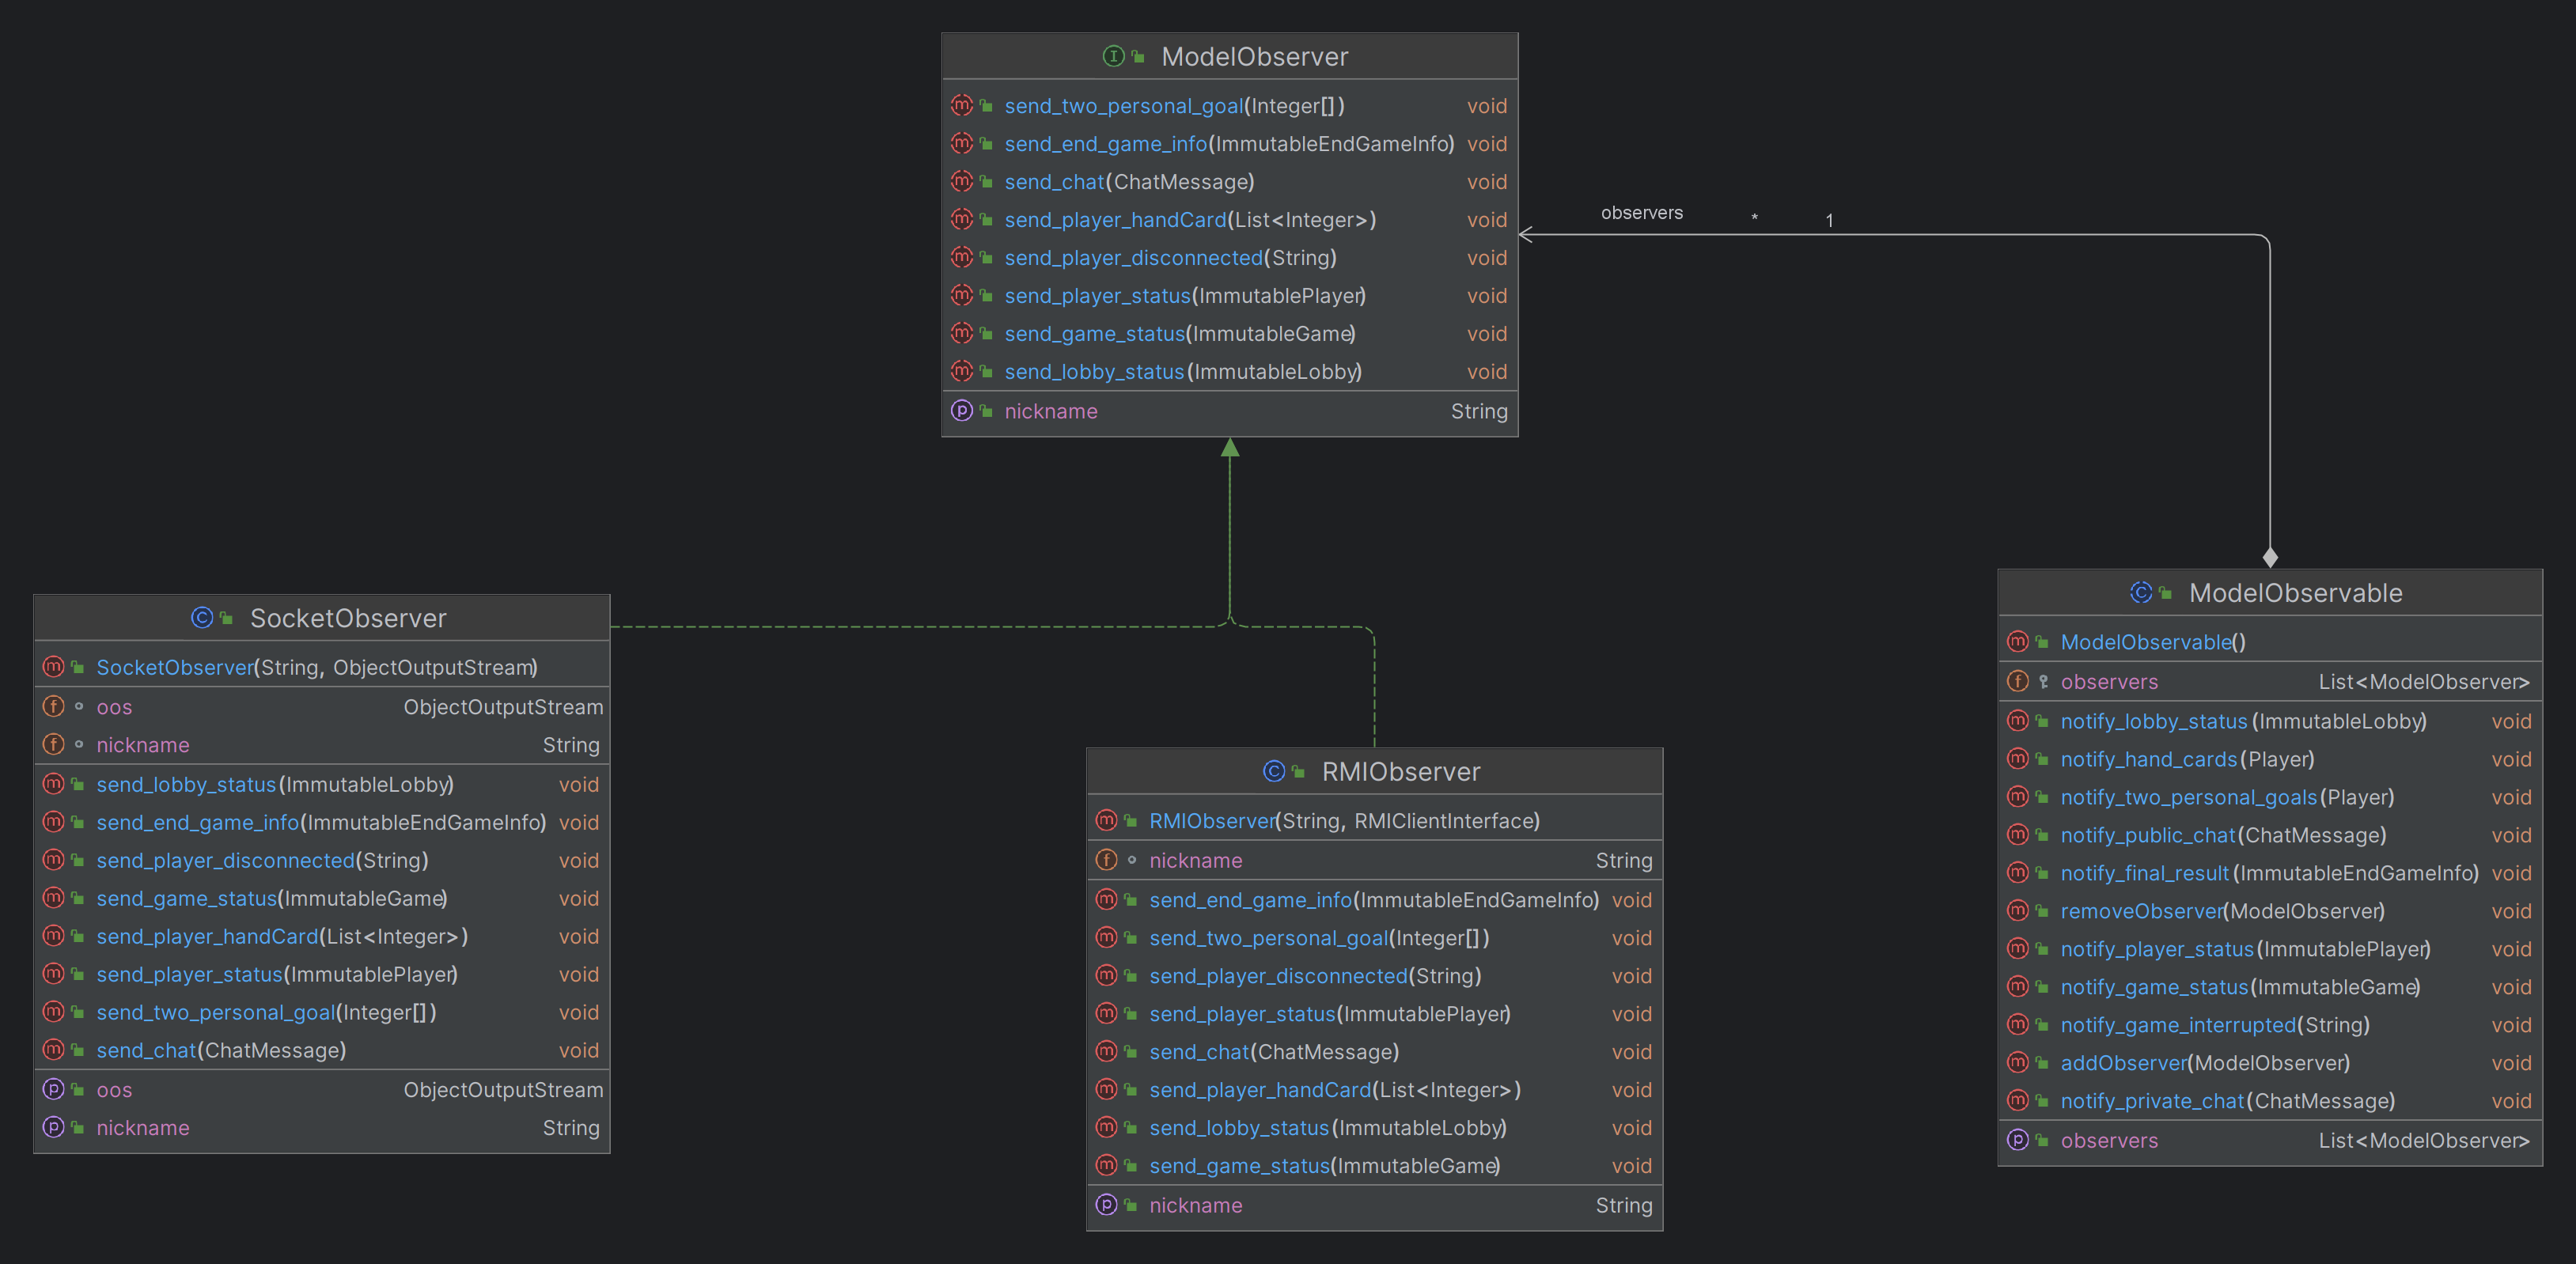 ModelObserver
send_two_personal_goal(Integer[]) void
send_end_game_info(ImmutableEndGameInfo) void
send_chat(ChatMessage) void
send_player_handCard(List<Integer>) void
send_player_disconnected(String) void
send_player_status(ImmutablePlayer) void
send_game_status(ImmutableGame) void
send_lobby_status(ImmutableLobby) void
nickname String
observers * 1
SocketObserver
SocketObserver(String, ObjectOutputStream)
oos ObjectOutputStream
nickname String
send_lobby_status(ImmutableLobby) void
send_end_game_info(ImmutableEndGameInfo) void
send_player_disconnected(String) void
send_game_status(ImmutableGame) void
send_player_handCard(List<Integer>) void
send_player_status(ImmutablePlayer) void
send_two_personal_goal(Integer[]) void
send_chat(ChatMessage) void
oos ObjectOutputStream
nickname String
RMIObserver
RMIObserver(String, RMIClientInterface)
nickname String
send_end_game_info(ImmutableEndGameInfo) void
send_two_personal_goal(Integer[]) void
send_player_disconnected(String) void
send_player_status(ImmutablePlayer) void
send_chat(ChatMessage) void
send_player_handCard(List<Integer>) void
send_lobby_status(ImmutableLobby) void
send_game_status(ImmutableGame) void
nickname String
ModelObservable
ModelObservable()
observers List<ModelObserver>
notify_lobby_status(ImmutableLobby) void
notify_hand_cards(Player) void
notify_two_personal_goals(Player) void
notify_public_chat(ChatMessage) void
notify_final_result(ImmutableEndGameInfo) void
removeObserver(ModelObserver) void
notify_player_status(ImmutablePlayer) void
notify_game_status(ImmutableGame) void
notify_game_interrupted(String) void
addObserver(ModelObserver) void
notify_private_chat(ChatMessage) void
observers List<ModelObserver>